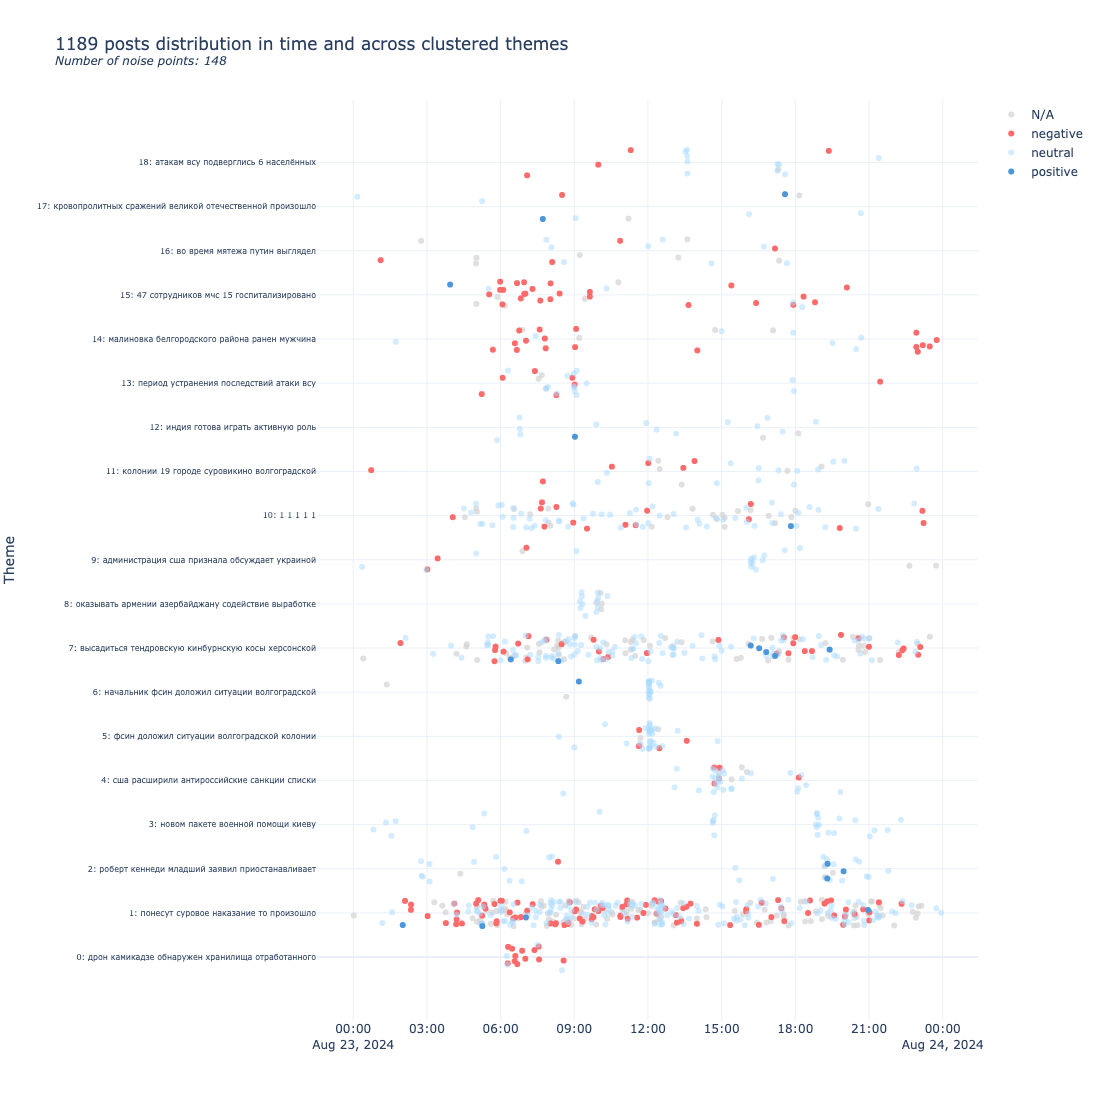 1189 posts distribution in time and across clustered themes
Number of noise points: 148
N/A
negative
neutral
positive
Theme
18: атакам всу подверглись 6 населённых
17: кровопролитных сражений великой отечественной произошло
16: во время мятежа путин выглядел
15: 47 сотрудников мчс 15 госпитализировано
14: малиновка белгородского района ранен мужчина
13: период устранения последствий атаки всу
12: индия готова играть активную роль
11: колонии 19 городе суровикино волгоградской
10: 1 1 1 1 1
9: администрация сша признала обсуждает украиной
8: оказывать армении азербайджану содействие выработке
7: высадиться тендровскую кинбурнскую косы херсонской
6: начальник фсин доложил ситуации волгоградской
5: фсин доложил ситуации волгоградской колонии
4: сша расширили антироссийские санкции списки
3: новом пакете военной помощи киеву
2: роберт кеннеди младший заявил приостанавливает
1: понесут суровое наказание то произошло
0: дрон камикадзе обнаружен хранилища отработанного
00:00 03:00 06:00 09:00 12:00 15:00 18:00 21:00 00:00
Aug 23, 2024 Aug 24, 2024